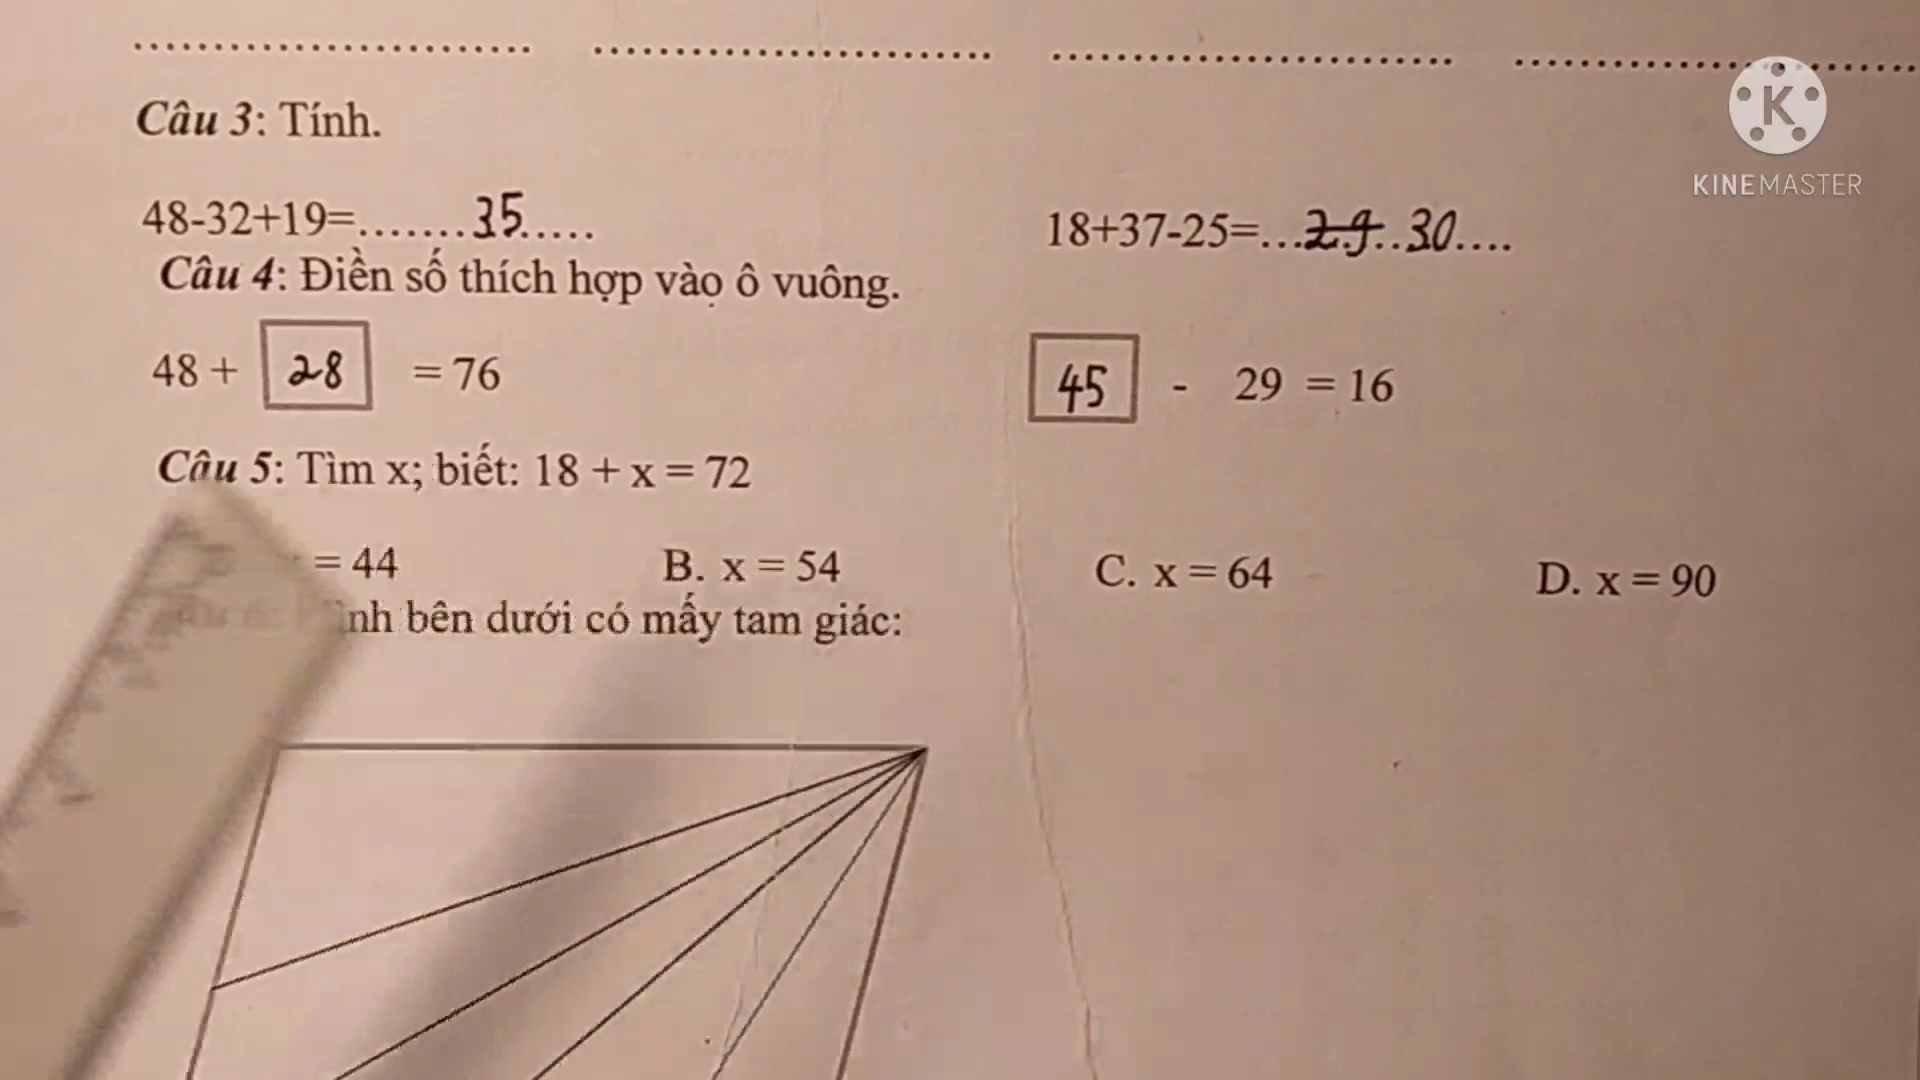 KINEMASTER
Câu 3: Tính.
48-32+19=.......35.....
18+37-25=...29..30....
Câu 4: Điền số thích hợp vào ô vuông.
48 + 28 = 76
45 - 29 = 16
Câu 5: Tìm x; biết: 18 + x = 72
= 44
B. x = 54
C. x = 64
D. x = 90
bên dưới có mấy tam giác: